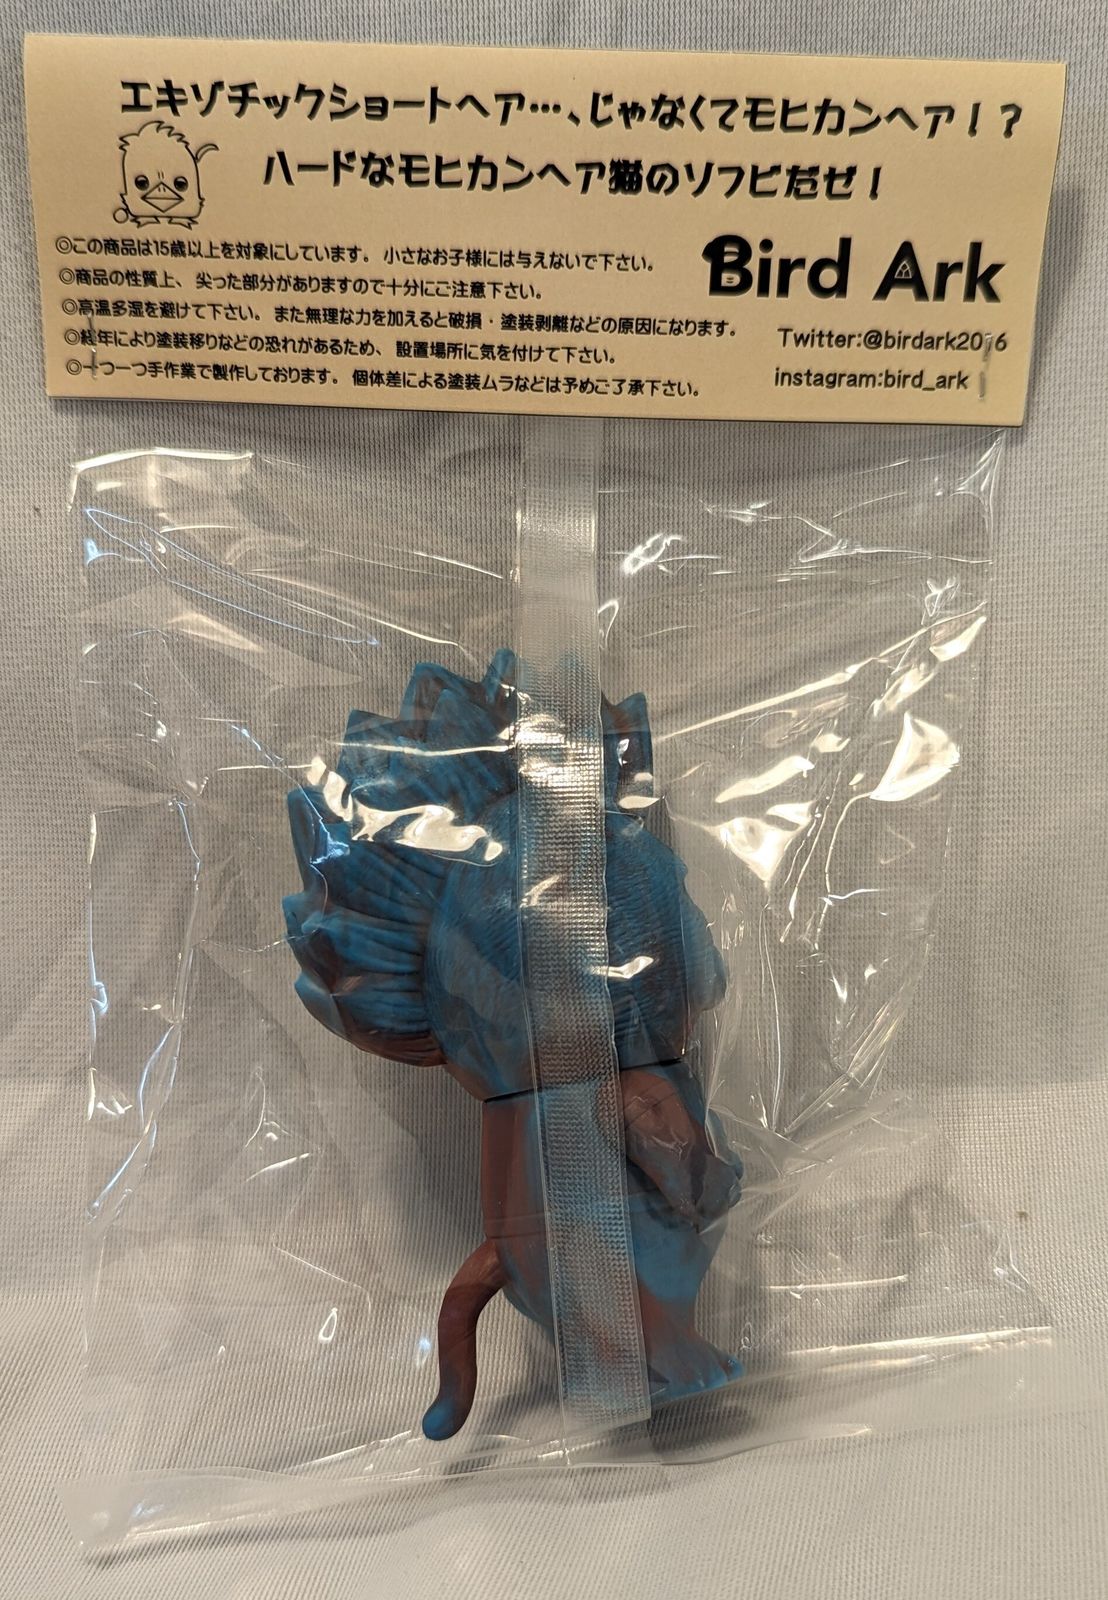 エキゾチックショートヘア…、じゃなくてモヒカンヘア！？
ハードなモヒカンヘア猫のソフビだぜ！
◎この商品は15歳以上を対象にしています。 小さなお子様には与えないで下さい。
◎商品の性質上、 尖った部分がありますので十分にご注意下さい。
◎高温多湿を避けて下さい。 また無理な力を加えると破損・塗装剥離などの原因になります。
◎経年により塗装移りなどの恐れがあるため、 設置場所に気を付けて下さい。
◎一つ一つ手作業で製作しております。 個体差による塗装ムラなどは予めご了承下さい。
Bird Ark
Twitter:@birdark2016
instagram:bird_ark